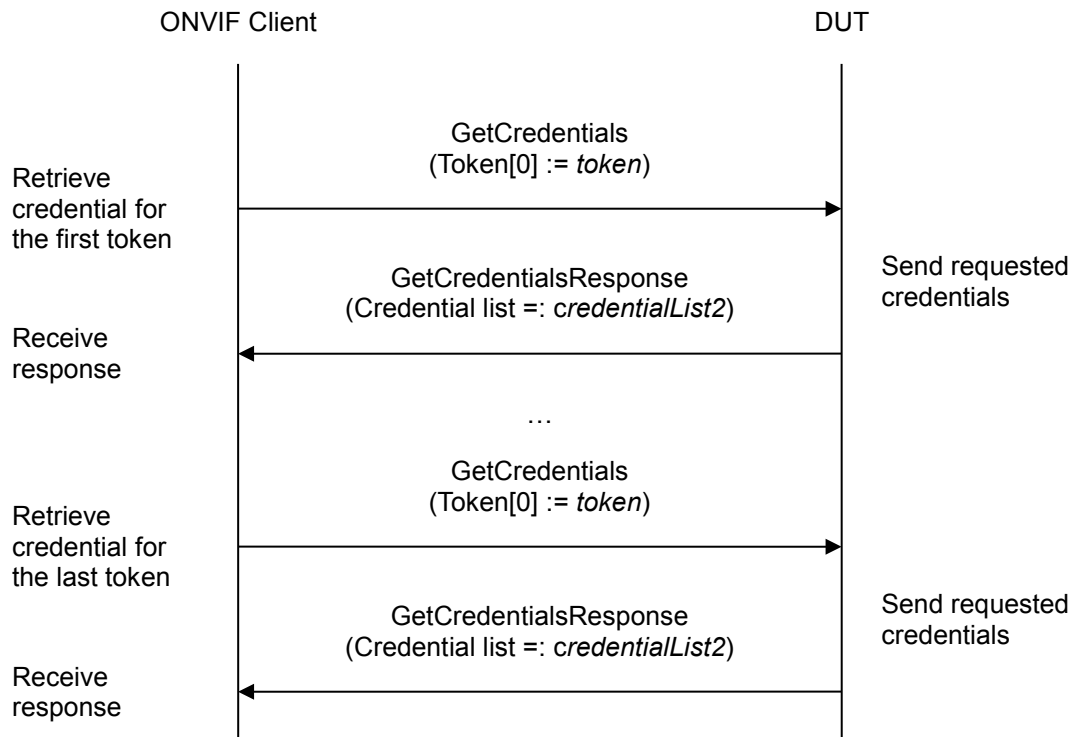 ONVIF Client
DUT
GetCredentials
(Token[0] := token)
Retrieve
credential for
the first token
GetCredentialsResponse
(Credential list =: credentialList2)
Send requested
credentials
Receive
response
…
GetCredentials
(Token[0] := token)
Retrieve
credential for
the last token
GetCredentialsResponse
(Credential list =: credentialList2)
Send requested
credentials
Receive
response